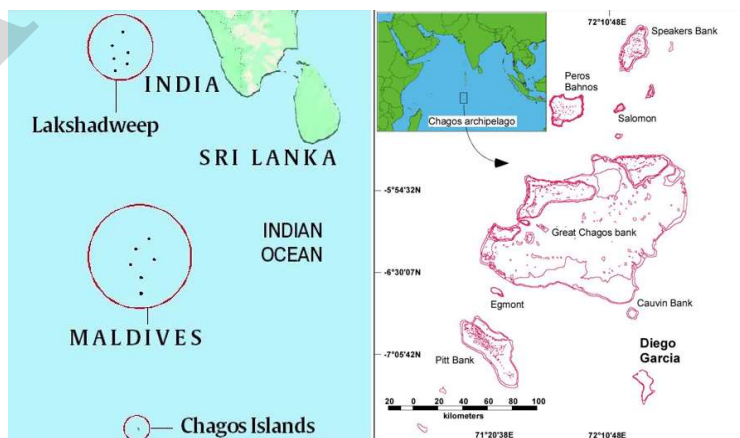 INDIA
Lakshadweep
SRI LANKA
INDIAN
OCEAN
MALDIVES
Chagos Islands
72°10'48E
Speakers Bank
Peros
Bahnos
Salomon
Chagos archipelago
-5°54'32N
Great Chagos bank
-6°30'07N
Egmont
Cauvin Bank
Diego
Garcia
-7°05'42N
Pitt Bank
20 0 20 40 60 80 100
kilometers
71°20'38E
72°10'48E